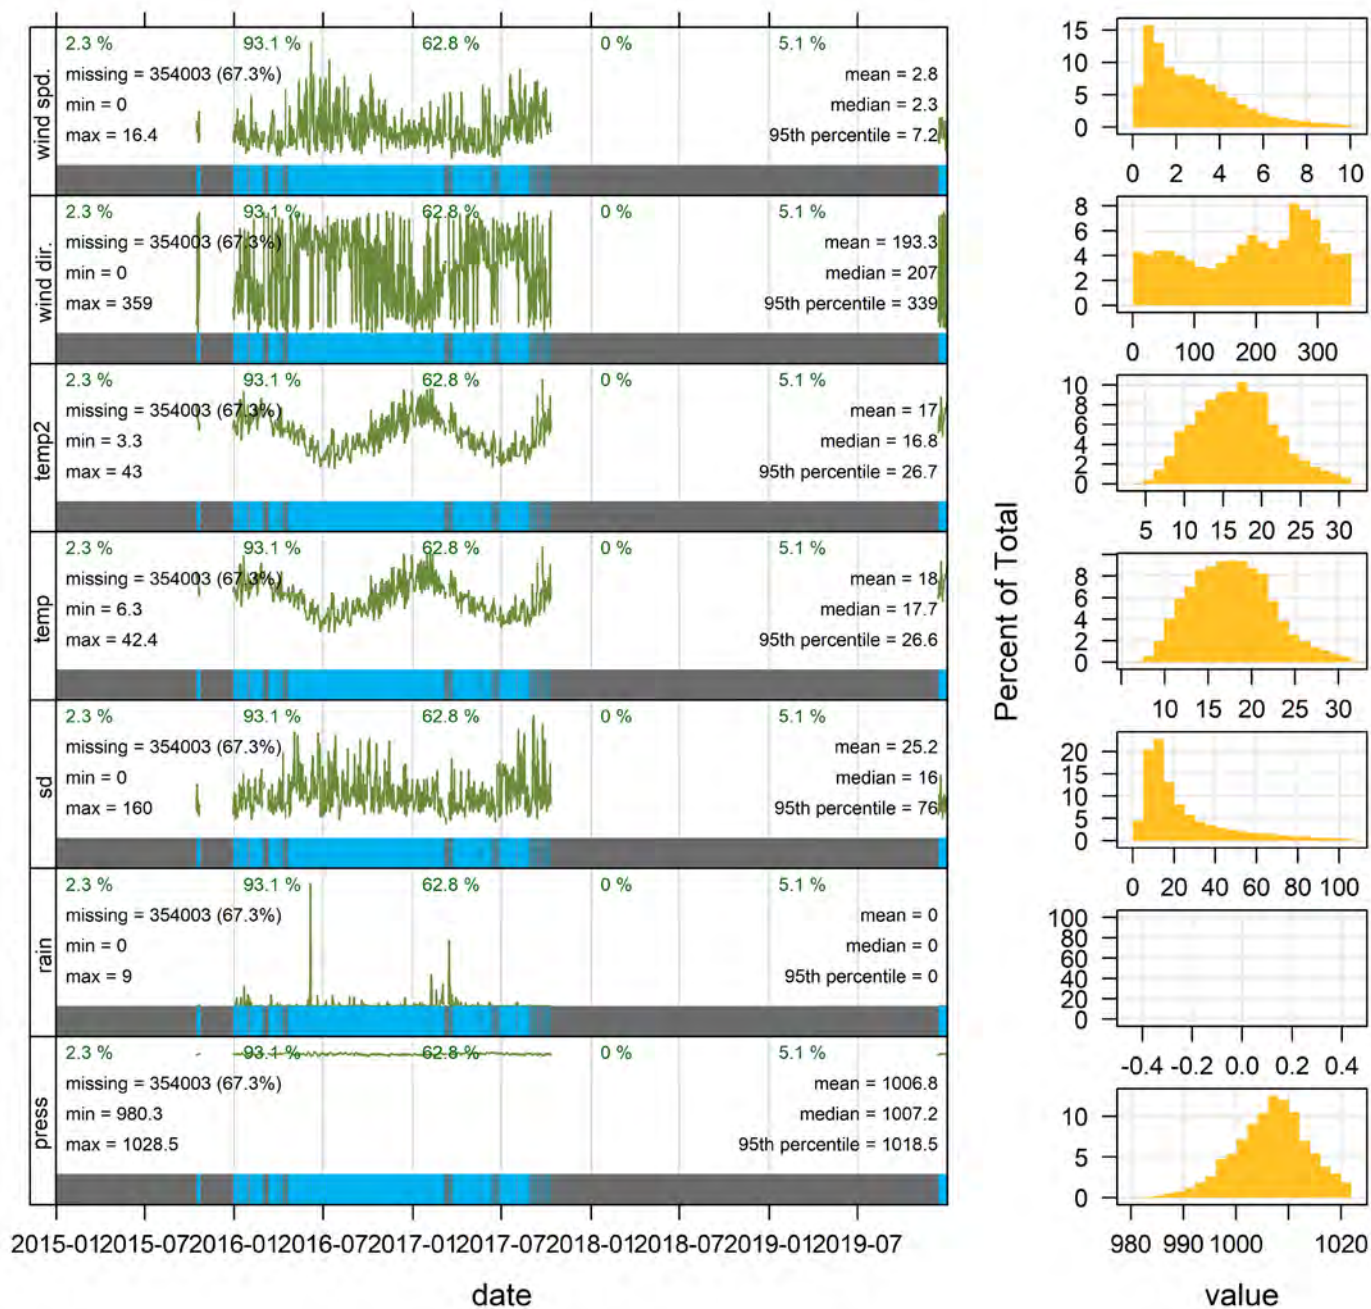 wind spd.
2.3 % 93.1 % 62.8 % 0 % 5.1 %
missing = 354003 (67.3%) mean = 2.8
min = 0 median = 2.3
max = 16.4 95th percentile = 7.2
wind dir.
2.3 % 93.1 % 62.8 % 0 % 5.1 %
missing = 354003 (67.3%) mean = 193.3
min = 0 median = 207
max = 359 95th percentile = 339
temp2
2.3 % 93.1 % 62.8 % 0 % 5.1 %
missing = 354003 (67.3%) mean = 17
min = 3.3 median = 16.8
max = 43 95th percentile = 26.7
temp
2.3 % 93.1 % 62.8 % 0 % 5.1 %
missing = 354003 (67.3%) mean = 18
min = 6.3 median = 17.7
max = 42.4 95th percentile = 26.6
sd
2.3 % 93.1 % 62.8 % 0 % 5.1 %
missing = 354003 (67.3%) mean = 25.2
min = 0 median = 16
max = 160 95th percentile = 76
rain
2.3 % 93.1 % 62.8 % 0 % 5.1 %
missing = 354003 (67.3%) mean = 0
min = 0 median = 0
max = 9 95th percentile = 0
press
2.3 % 93.1 % 62.8 % 0 % 5.1 %
missing = 354003 (67.3%) mean = 1006.8
min = 980.3 median = 1007.2
max = 1028.5 95th percentile = 1018.5
2015-01 2015-07 2016-01 2016-07 2017-01 2017-07 2018-01 2018-07 2019-01 2019-07
date
Percent of Total
15
10
5
0
0 2 4 6 8 10
8
6
4
2
0
0 100 200 300
10
8
6
4
2
0
5 10 15 20 25 30
8
6
4
2
0
10 15 20 25 30
20
15
10
5
0
0 20 40 60 80 100
100
80
60
40
20
0
-0.4 -0.2 0.0 0.2 0.4
10
5
0
980 990 1000 1020
value